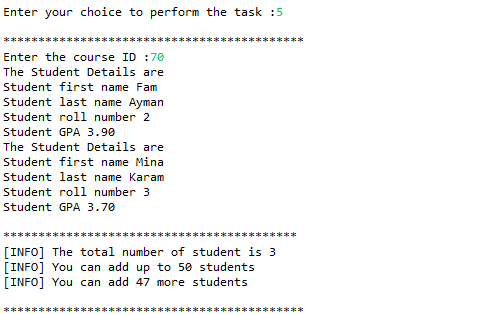 Enter your choice to perform the task :5
*******************************************
Enter the course ID :70
The Student Details are
Student first name Fam
Student last name Ayman
Student roll number 2
Student GPA 3.90
The Student Details are
Student first name Mina
Student last name Karam
Student roll number 3
Student GPA 3.70
******************************************
[INFO] The total number of student is 3
[INFO] You can add up to 50 students
[INFO] You can add 47 more students
*******************************************